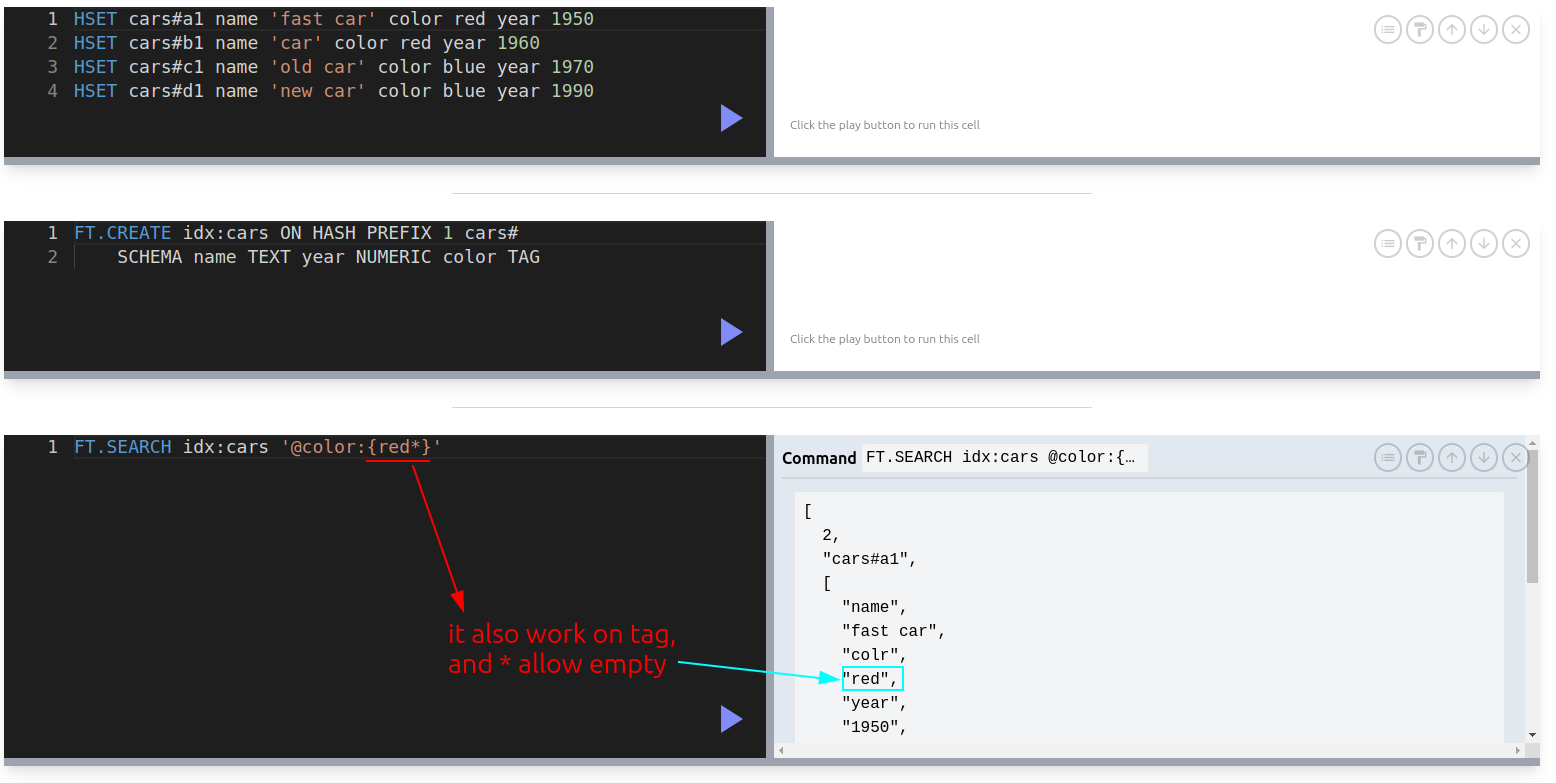 1 HSET cars#a1 name 'fast car' color red year 1950
2 HSET cars#b1 name 'car' color red year 1960
3 HSET cars#c1 name 'old car' color blue year 1970
4 HSET cars#d1 name 'new car' color blue year 1990
Click the play button to run this cell
1 FT.CREATE idx:cars ON HASH PREFIX 1 cars#
2 SCHEMA name TEXT year NUMERIC color TAG
Click the play button to run this cell
1 FT.SEARCH idx:cars '@color:{red*}'
it also work on tag,
and * allow empty
Command FT.SEARCH idx:cars @color:{…
[
2,
"cars#a1",
[
"name",
"fast car",
"colr",
"red",
"year",
"1950",